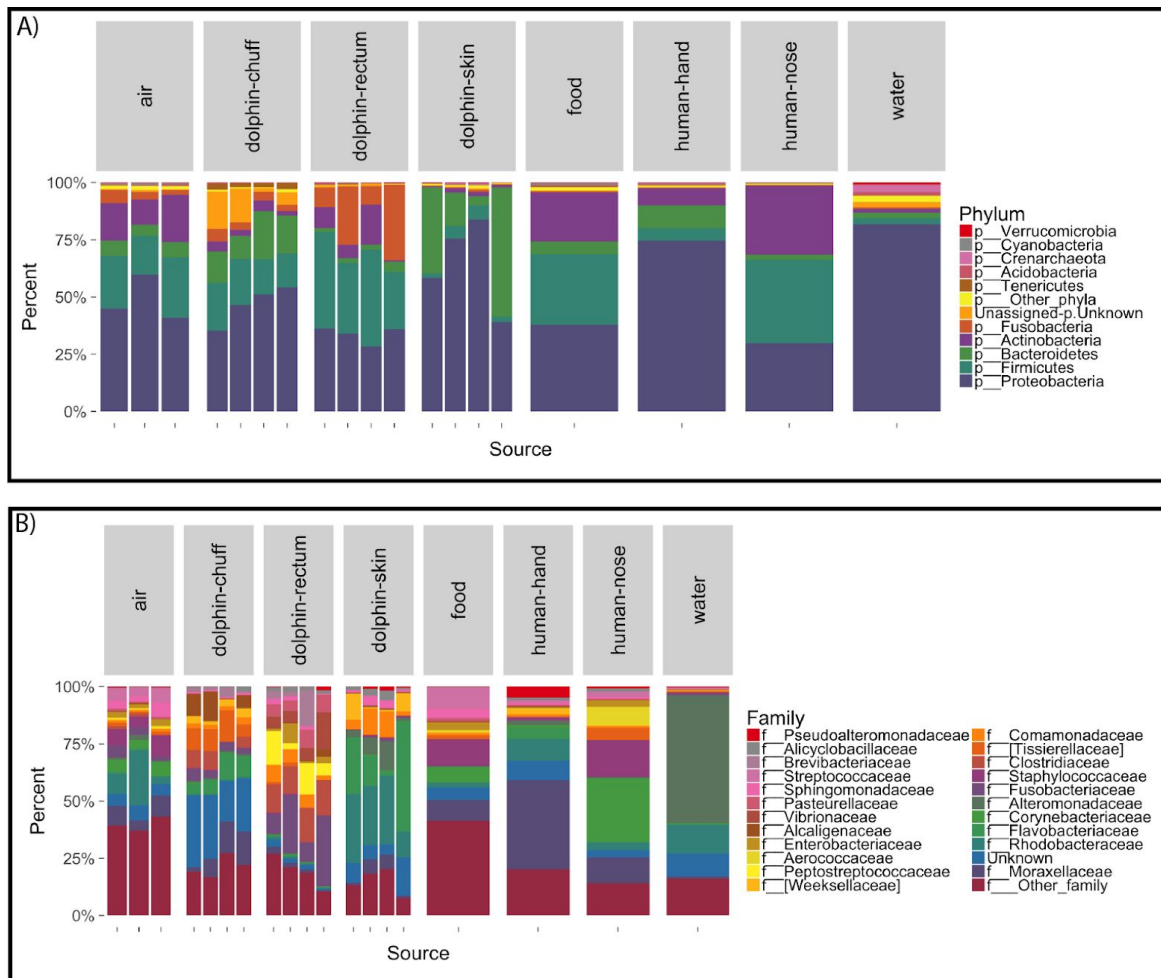 A)
air
dolphin-chuff
dolphin-rectum
dolphin-skin
food
human-hand
human-nose
water
100%
75%
50%
25%
0%
Percent
Source
Phylum
p__Verrucomicrobia
p__Cyanobacteria
p__Crenarchaeota
p__Acidobacteria
p__Tenericutes
p___Other_phyla
Unassigned-p.Unknown
p__Fusobacteria
p__Actinobacteria
p__Bacteroidetes
p__Firmicutes
p__Proteobacteria
B)
air
dolphin-chuff
dolphin-rectum
dolphin-skin
food
human-hand
human-nose
water
100%
75%
50%
25%
0%
Percent
Source
Family
f__Pseudoalteromonadaceae
f__Alicyclobacillaceae
f__Brevibacteriaceae
f__Streptococcaceae
f__Sphingomonadaceae
f__Pasteurellaceae
f__Vibrionaceae
f__Alcaligenaceae
f__Enterobacteriaceae
f__Aerococcaceae
f__Peptostreptococcaceae
f__[Weeksellaceae]
f__Comamonadaceae
f__[Tissierellaceae]
f__Clostridiaceae
f__Staphylococcaceae
f__Fusobacteriaceae
f__Alteromonadaceae
f__Corynebacteriaceae
f__Flavobacteriaceae
f__Rhodobacteraceae
Unknown
f__Moraxellaceae
f___Other_family